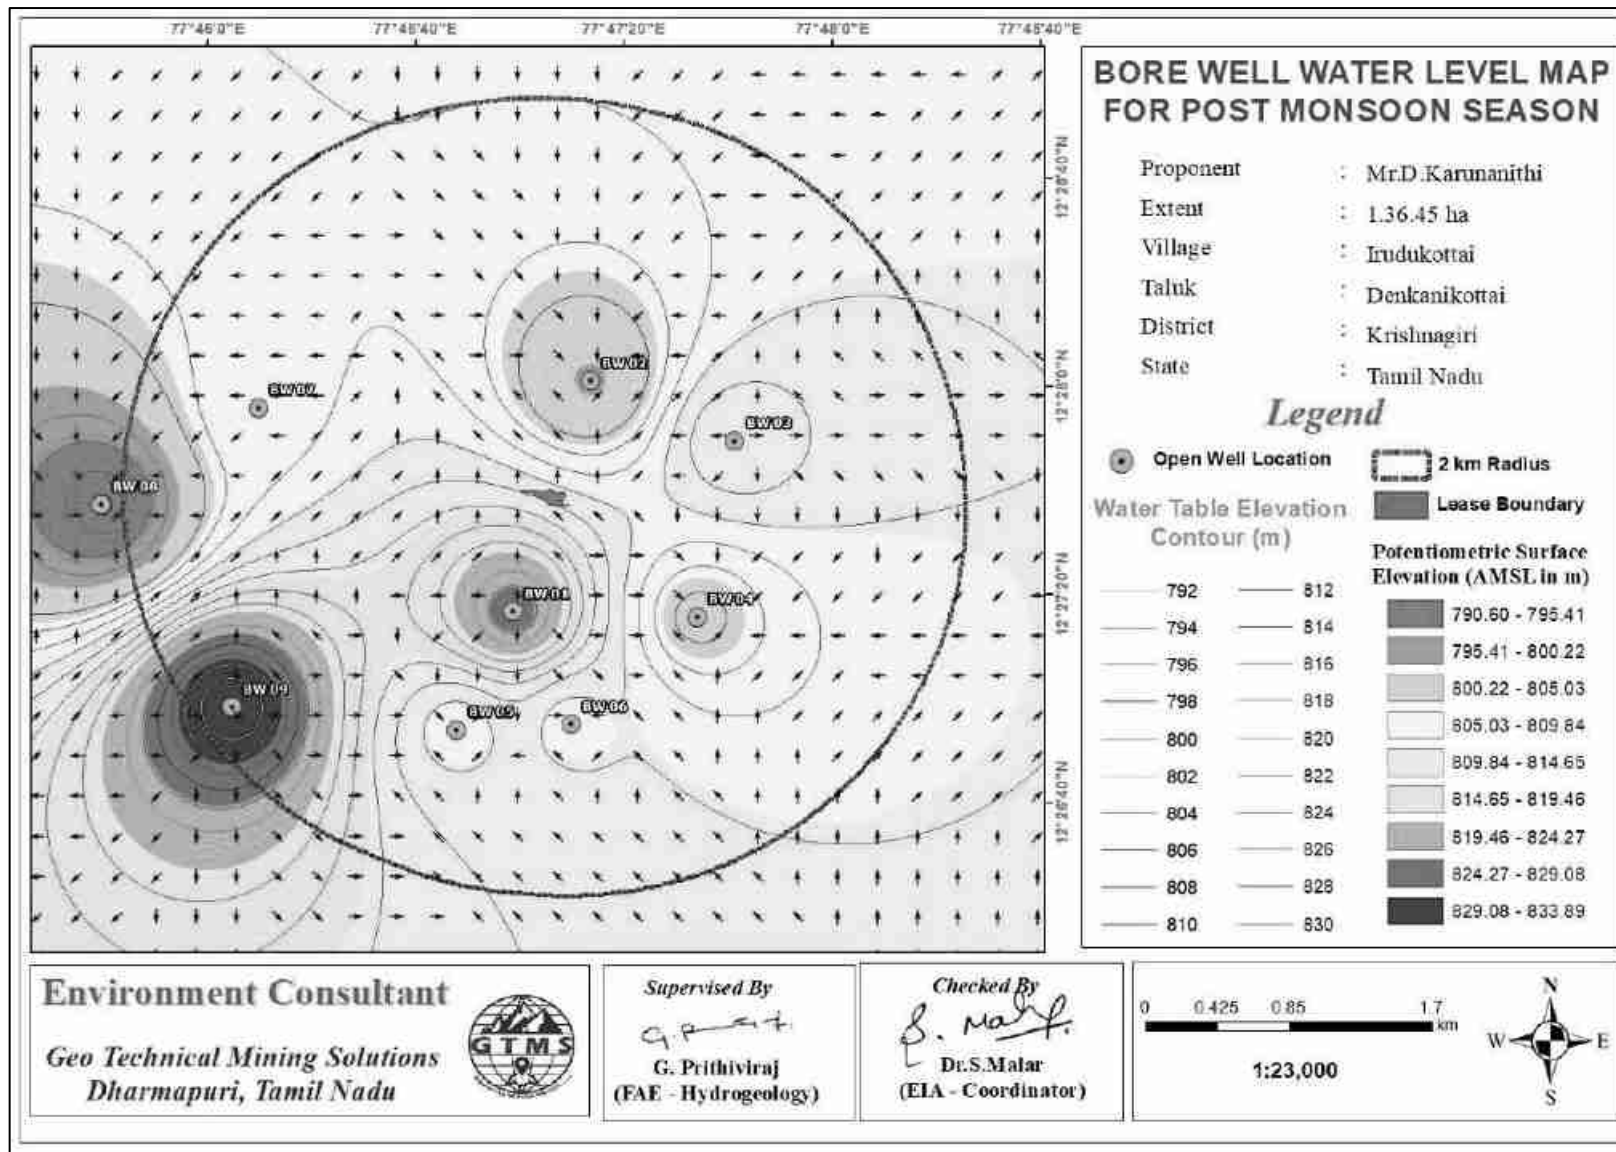 77°46'0"E 77°46'40"E 77°47'20"E 77°48'0"E 77°48'40"E
12°28'40"N
12°28'0"N
12°27'20"N
12°26'40"N
BW 02
BW 07
BW 03
BW 08
BW 04
BW 09
BW 05
BW 06
BORE WELL WATER LEVEL MAP
FOR POST MONSOON SEASON
Proponent : Mr.D.Karunanithi
Extent : 1.36.45 ha
Village : Irudukottai
Taluk : Denkanikottai
District : Krishnagiri
State : Tamil Nadu
Legend
Open Well Location
2 km Radius
Lease Boundary
Water Table Elevation
Contour (m)
792 812
794 814
796 816
798 818
800 820
802 822
804 824
806 826
808 828
810 830
Potentiometric Surface
Elevation (AMSL in m)
790.60 - 795.41
795.41 - 800.22
800.22 - 805.03
805.03 - 809.84
809.84 - 814.65
814.65 - 819.46
819.46 - 824.27
824.27 - 829.08
829.08 - 833.89
Environment Consultant
Geo Technical Mining Solutions
Dharmapuri, Tamil Nadu
GTMS
Supervised By
G. Prithiviraj
(FAE - Hydrogeology)
Checked By
Dr.S.Malar
(EIA - Coordinator)
0 0.425 0.85 1.7
km
1:23,000
N
W E
S